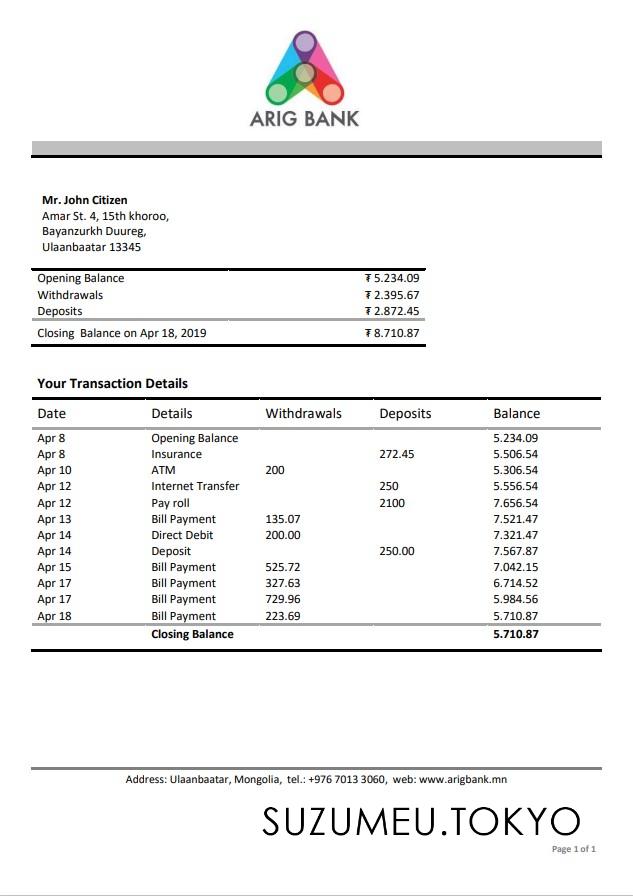 ARIG BANK
Mr. John Citizen
Amar St. 4, 15th khoroo,
Bayanzurkh Duureg,
Ulaanbaatar 13345
Opening Balance ₮ 5.234.09
Withdrawals ₮ 2.395.67
Deposits ₮ 2.872.45
Closing Balance on Apr 18, 2019 ₮ 8.710.87
Your Transaction Details
Date Details Withdrawals Deposits Balance
Apr 8 Opening Balance 5.234.09
Apr 8 Insurance 272.45 5.506.54
Apr 10 ATM 200 5.306.54
Apr 12 Internet Transfer 250 5.556.54
Apr 12 Pay roll 2100 7.656.54
Apr 13 Bill Payment 135.07 7.521.47
Apr 14 Direct Debit 200.00 7.321.47
Apr 14 Deposit 250.00 7.567.87
Apr 15 Bill Payment 525.72 7.042.15
Apr 17 Bill Payment 327.63 6.714.52
Apr 17 Bill Payment 729.96 5.984.56
Apr 18 Bill Payment 223.69 5.710.87
Closing Balance 5.710.87
Address: Ulaanbaatar, Mongolia, tel.: +976 7013 3060, web: www.arigbank.mn
SUZUMEU.TOKYO
Page 1 of 1